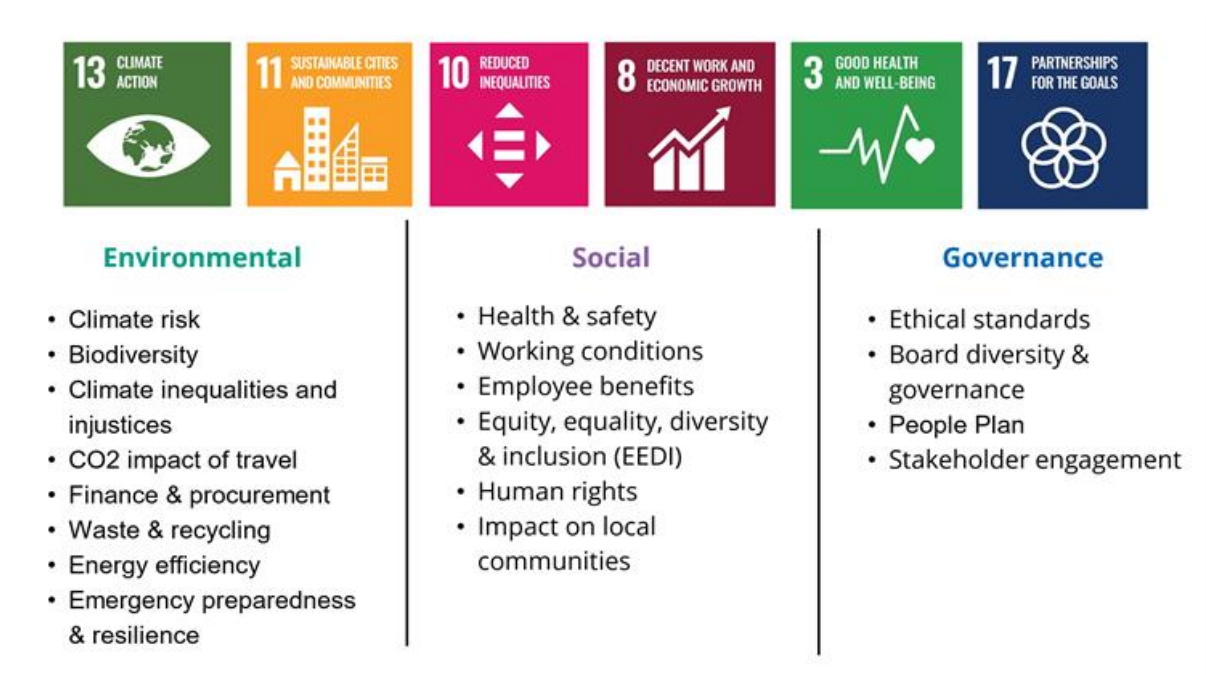 13 CLIMATE
ACTION
11 SUSTAINABLE CITIES
AND COMMUNITIES
10 REDUCED
INEQUALITIES
8 DECENT WORK AND
ECONOMIC GROWTH
3 GOOD HEALTH
AND WELL-BEING
17 PARTNERSHIPS
FOR THE GOALS
Environmental
• Climate risk
• Biodiversity
• Climate inequalities and
injustices
• CO2 impact of travel
• Finance & procurement
• Waste & recycling
• Energy efficiency
• Emergency preparedness
& resilience
Social
• Health & safety
• Working conditions
• Employee benefits
• Equity, equality, diversity
& inclusion (EEDI)
• Human rights
• Impact on local
communities
Governance
• Ethical standards
• Board diversity &
governance
• People Plan
• Stakeholder engagement